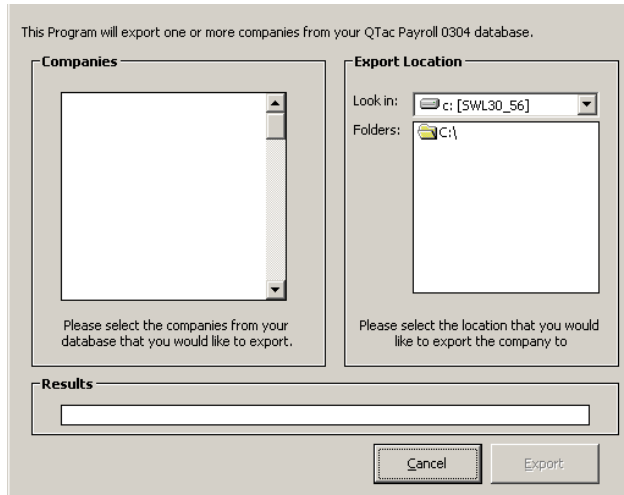 This Program will export one or more companies from your QTac Payroll 0304 database.
Companies
Please select the companies from your
database that you would like to export.
Export Location
Look in:
c: [SWL30_56]
Folders:
C:\
Please select the location that you would
like to export the company to
Results
Cancel
Export